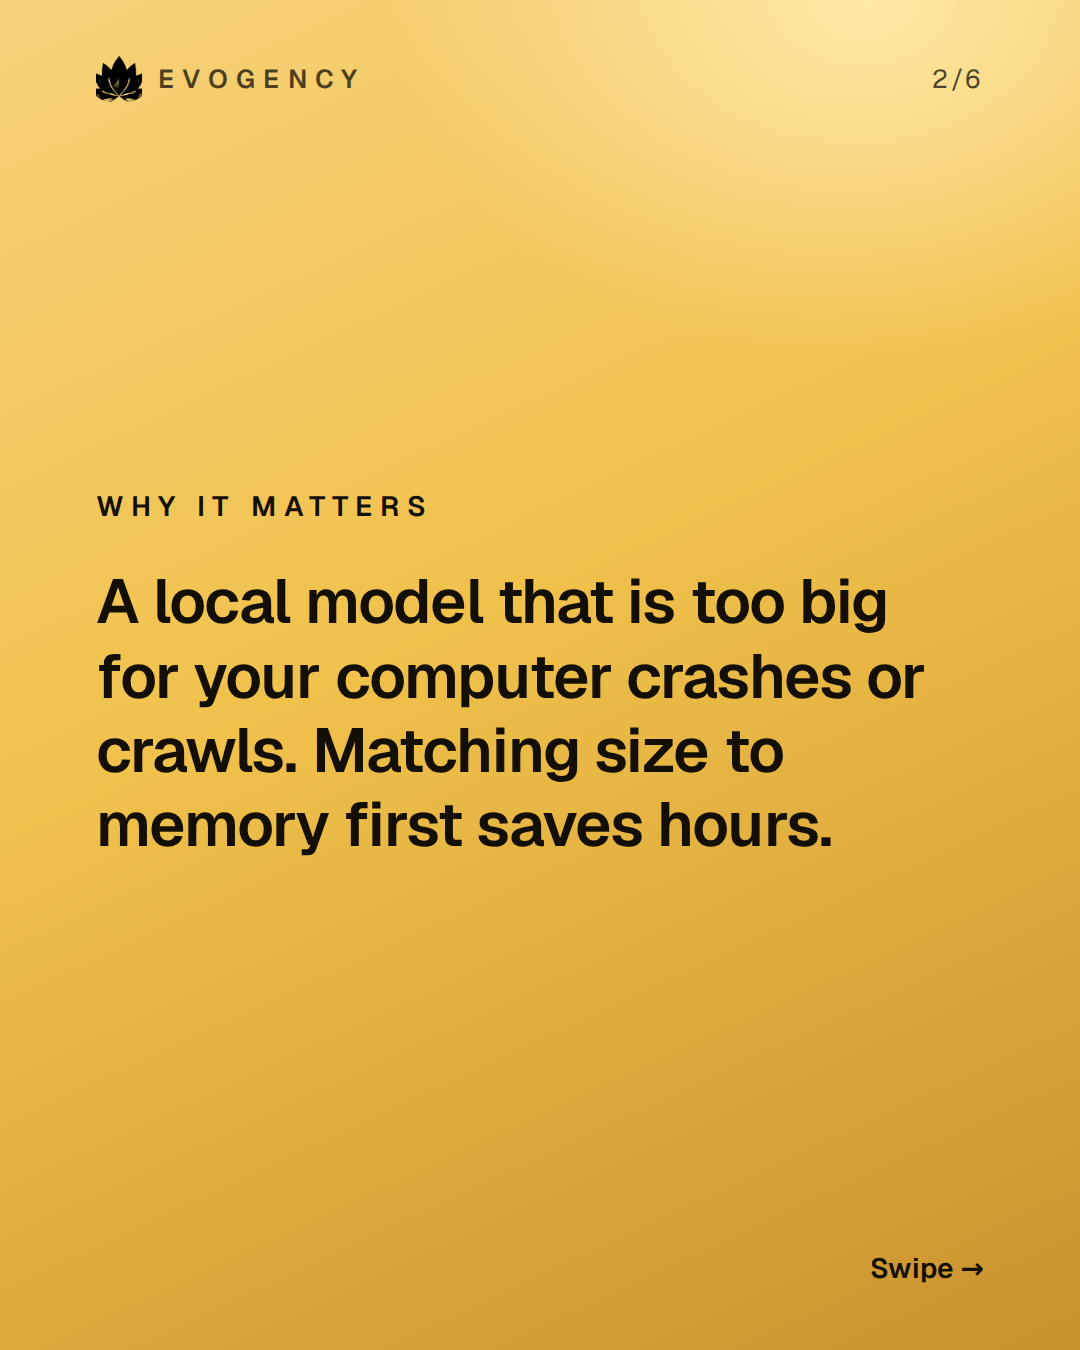 EVOGENCY
2/6
WHY IT MATTERS
A local model that is too big
for your computer crashes or
crawls. Matching size to
memory first saves hours.
Swipe →